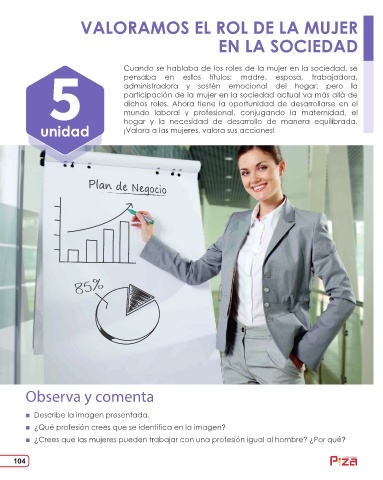 VALORAMOS EL ROL DE LA MUJER
EN LA SOCIEDAD
5
unidad
Cuando se hablaba de los roles de la mujer en la sociedad, se
pensaba en estos títulos: madre, esposa, trabajadora,
administradora y sostén emocional del hogar; pero la
participación de la mujer en la sociedad actual va más allá de
dichos roles. Ahora tiene la oportunidad de desarrollarse en el
mundo laboral y profesional, conjugando la maternidad, el
hogar y la necesidad de desarrollo de manera equilibrada.
¡Valora a las mujeres, valora sus acciones!
Plan de Negocio
85%
Observa y comenta
■ Describe la imagen presentada.
■ ¿Qué profesión crees que se identifica en la imagen?
■ ¿Crees que las mujeres pueden trabajar con una profesión igual al hombre? ¿Por qué?
104
Piza